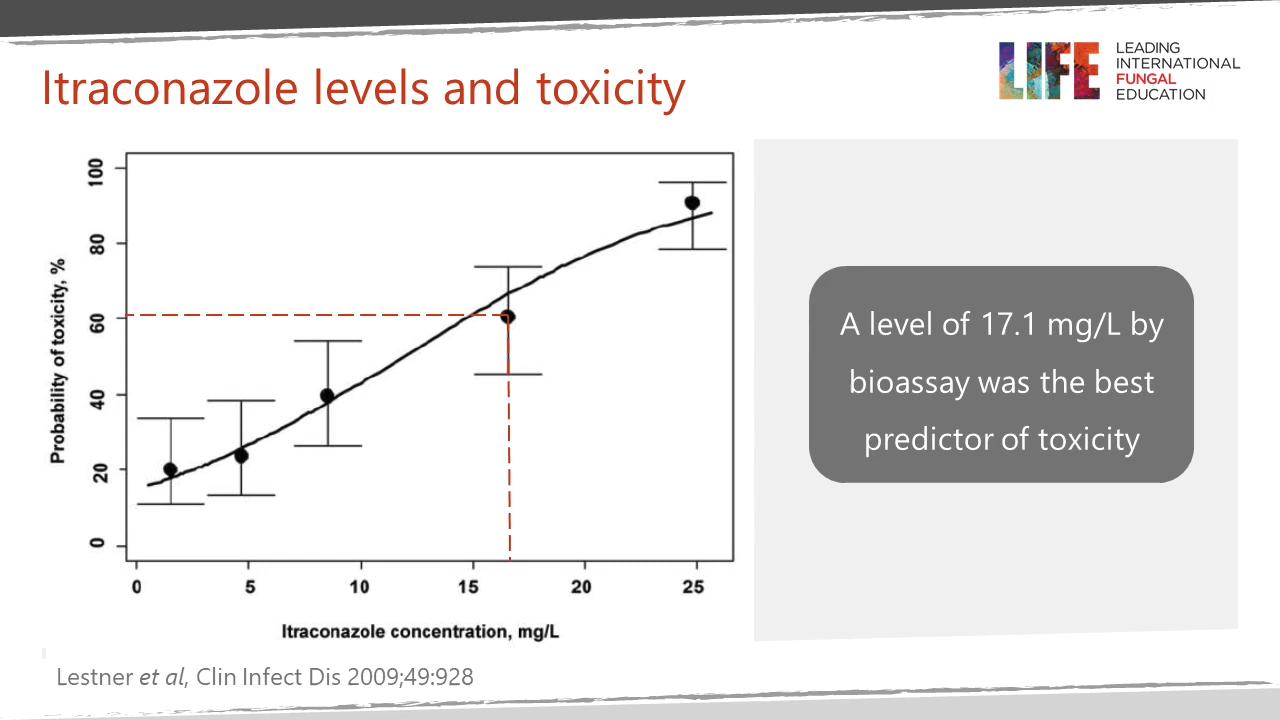 Itraconazole levels and toxicity
LIFE
LEADING
INTERNATIONAL
FUNGAL
EDUCATION
Probability of toxicity, %
100
80
60
40
20
0
0 5 10 15 20 25
Itraconazole concentration, mg/L
A level of 17.1 mg/L by
bioassay was the best
predictor of toxicity
Lestner et al, Clin Infect Dis 2009;49:928